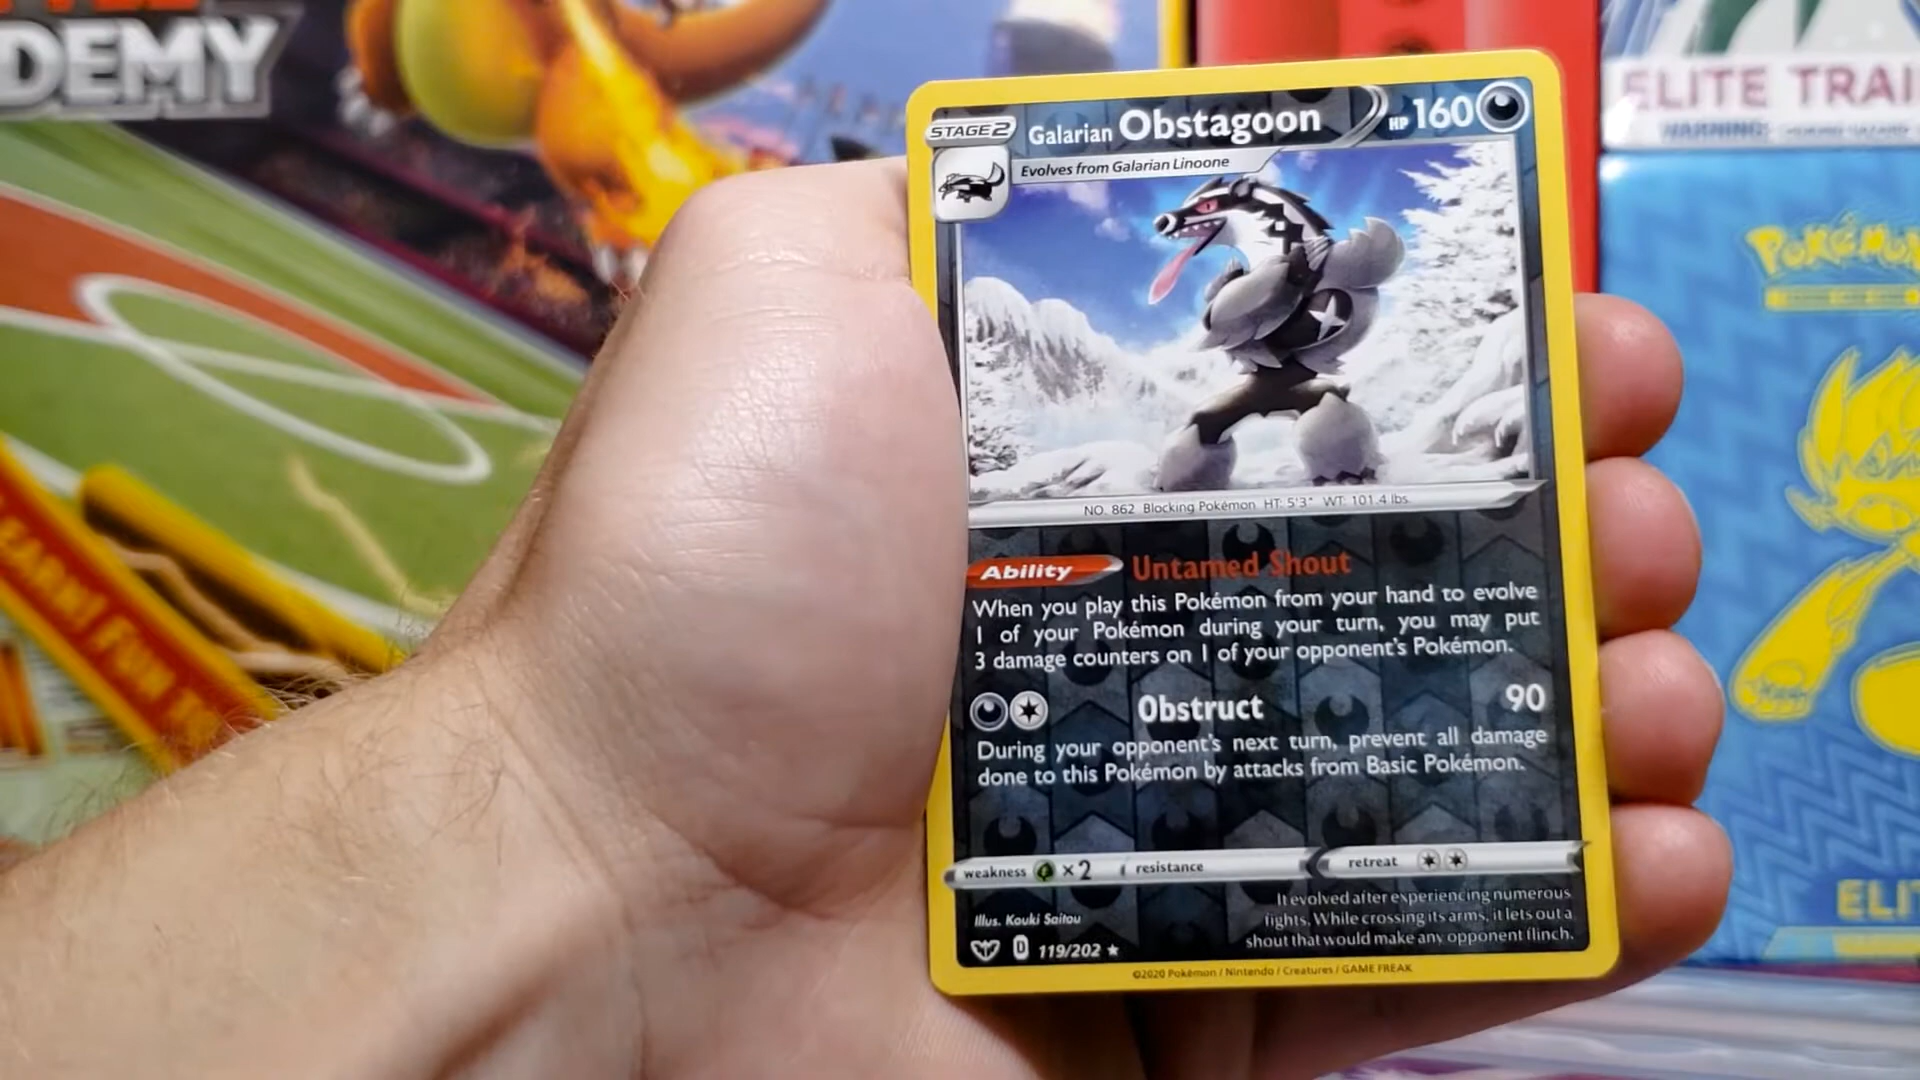 DEMY
LEARN! FUN
ELITE TRAI
WARNING:
POKÉMON
ELIT
STAGE2
Galarian Obstagoon
HP 160
Evolves from Galarian Linoone
NO. 862 Blocking Pokémon HT: 5'3" WT: 101.4 lbs.
Ability Untamed Shout
When you play this Pokémon from your hand to evolve
1 of your Pokémon during your turn, you may put
3 damage counters on 1 of your opponent's Pokémon.
Obstruct 90
During your opponent's next turn, prevent all damage
done to this Pokémon by attacks from Basic Pokémon.
weakness ×2 resistance retreat
It evolved after experiencing numerous
fights. While crossing its arms, it lets out a
shout that would make any opponent flinch.
Illus. Kouki Saitou
D 119/202 ★
©2020 Pokémon / Nintendo / Creatures / GAME FREAK